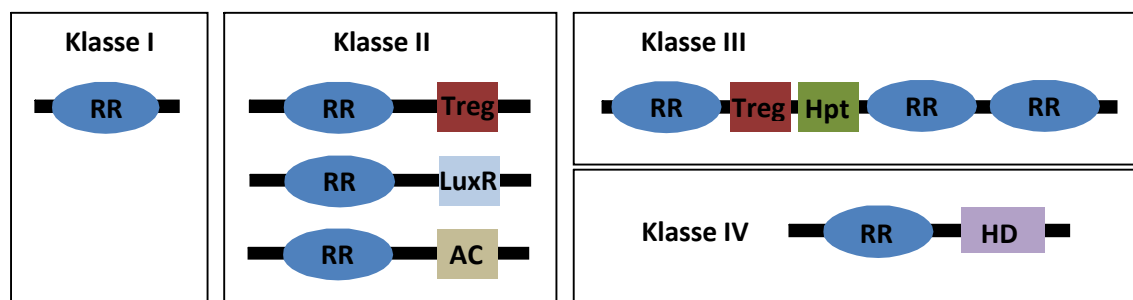 Klasse I
RR
Klasse II
RR Treg
RR LuxR
RR AC
Klasse III
RR Treg Hpt RR RR
Klasse IV RR HD